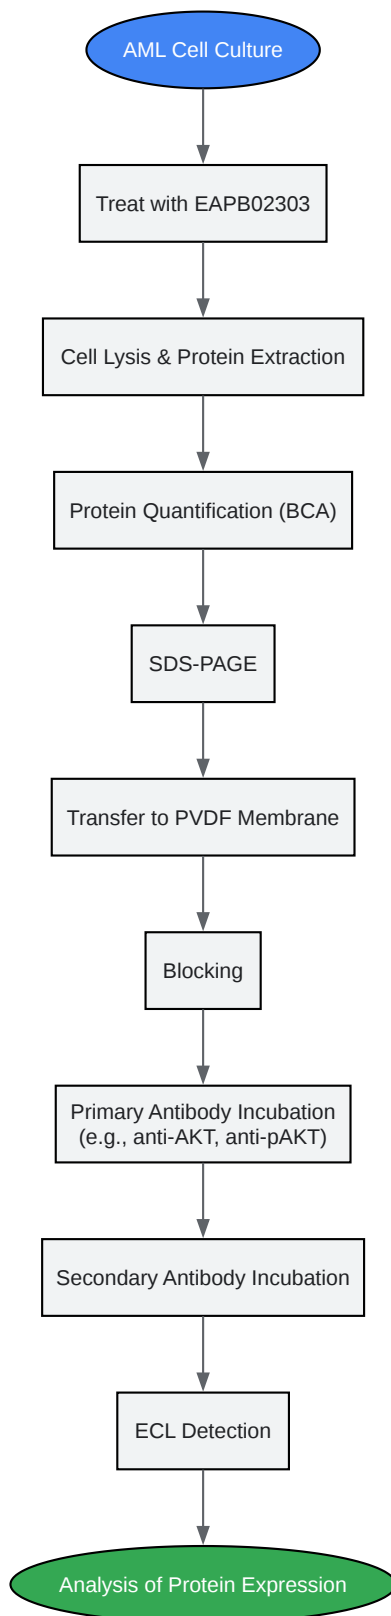 AML Cell Culture
Treat with EAPB02303
Cell Lysis & Protein Extraction
Protein Quantification (BCA)
SDS-PAGE
Transfer to PVDF Membrane
Blocking
Primary Antibody Incubation
(e.g., anti-AKT, anti-pAKT)
Secondary Antibody Incubation
ECL Detection
Analysis of Protein Expression